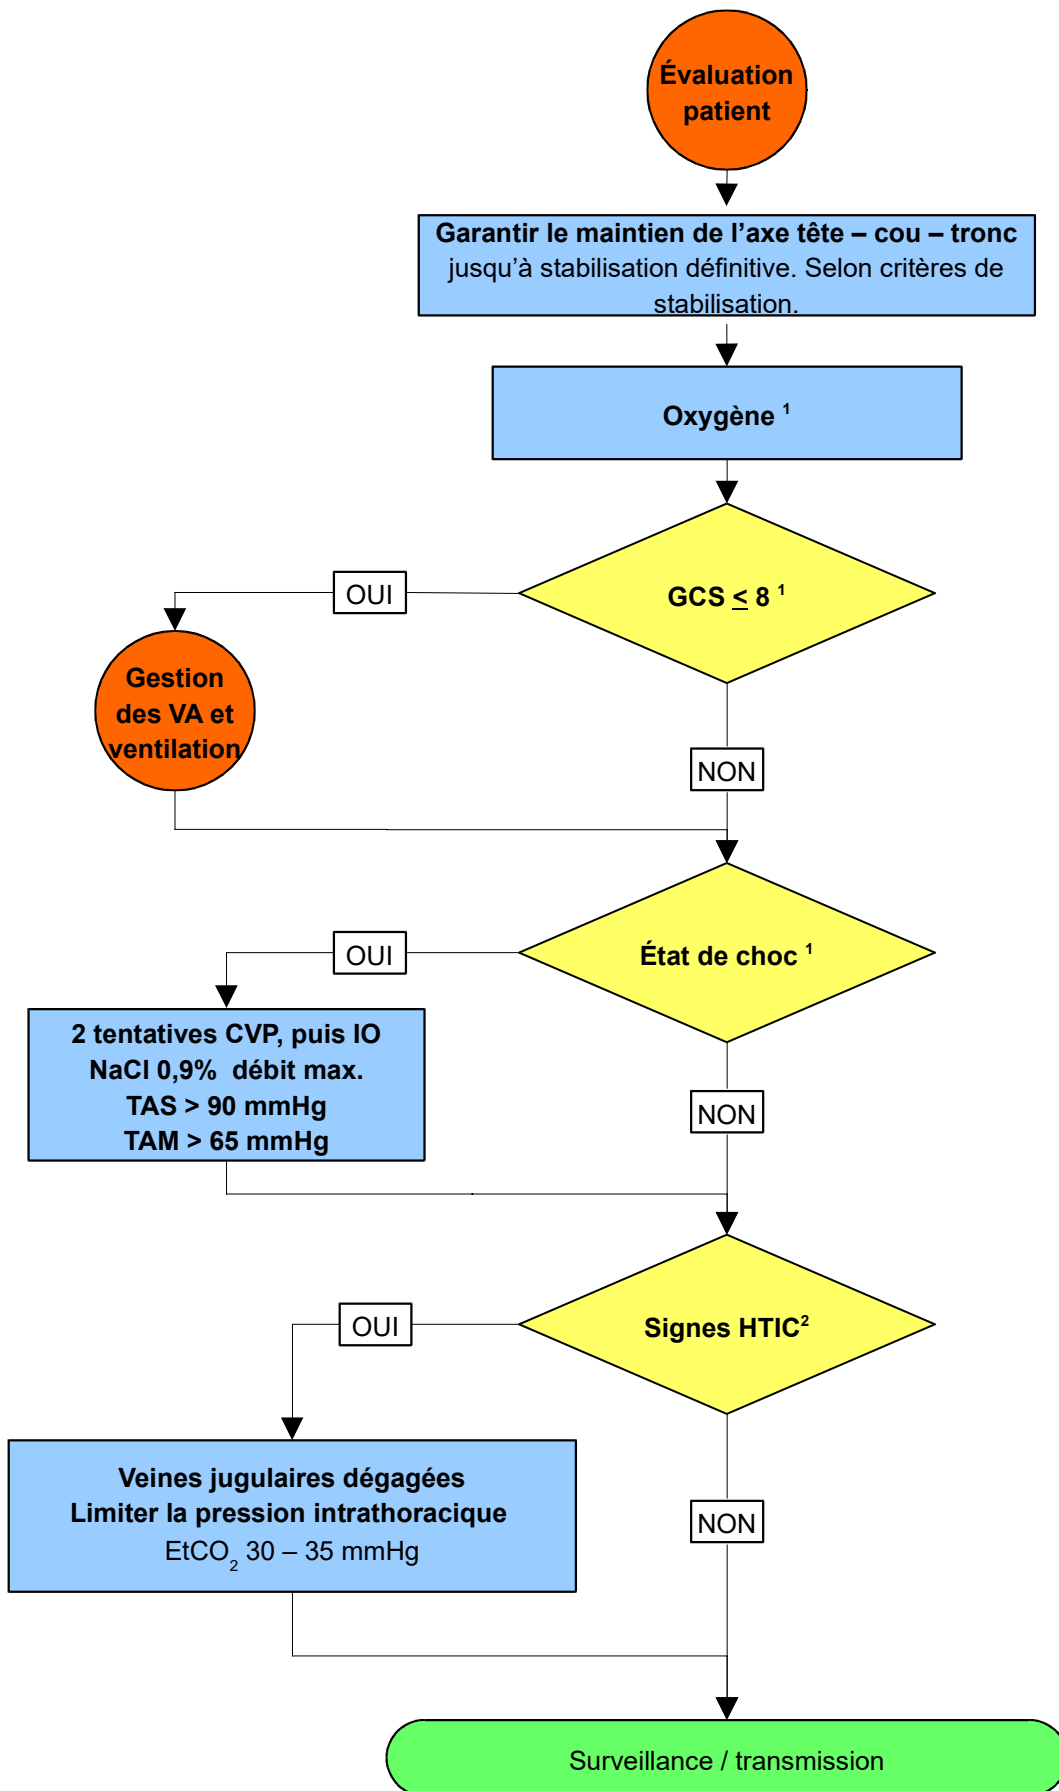 Évaluation
patient
Garantir le maintien de l’axe tête – cou – tronc
jusqu’à stabilisation définitive. Selon critères de
stabilisation.
Oxygène ¹
GCS ≤ 8 ¹
OUI
Gestion
des VA et
ventilation
NON
État de choc ¹
OUI
2 tentatives CVP, puis IO
NaCl 0,9% débit max.
TAS > 90 mmHg
TAM > 65 mmHg
NON
Signes HTIC²
OUI
Veines jugulaires dégagées
Limiter la pression intrathoracique
EtCO₂ 30 – 35 mmHg
NON
Surveillance / transmission